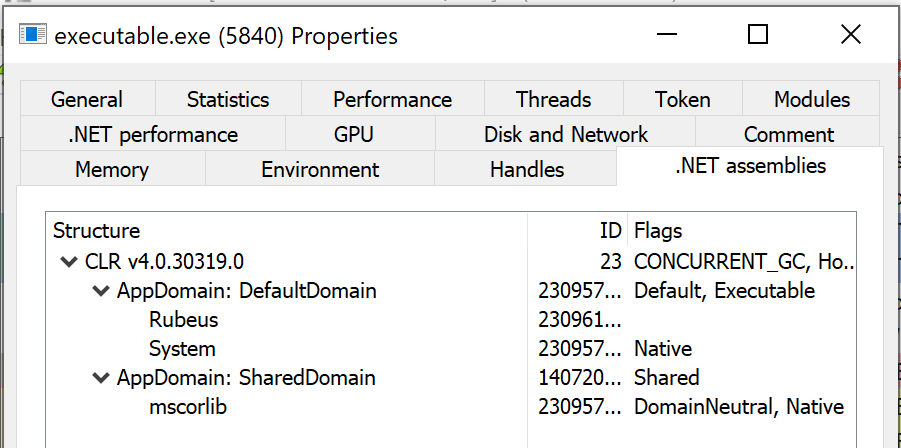 executable.exe (5840) Properties
General Statistics Performance Threads Token Modules
.NET performance GPU Disk and Network Comment
Memory Environment Handles .NET assemblies
Structure ID Flags
CLR v4.0.30319.0 23 CONCURRENT_GC, Ho...
AppDomain: DefaultDomain 230957... Default, Executable
Rubeus 230961...
System 230957... Native
AppDomain: SharedDomain 140720... Shared
mscorlib 230957... DomainNeutral, Native